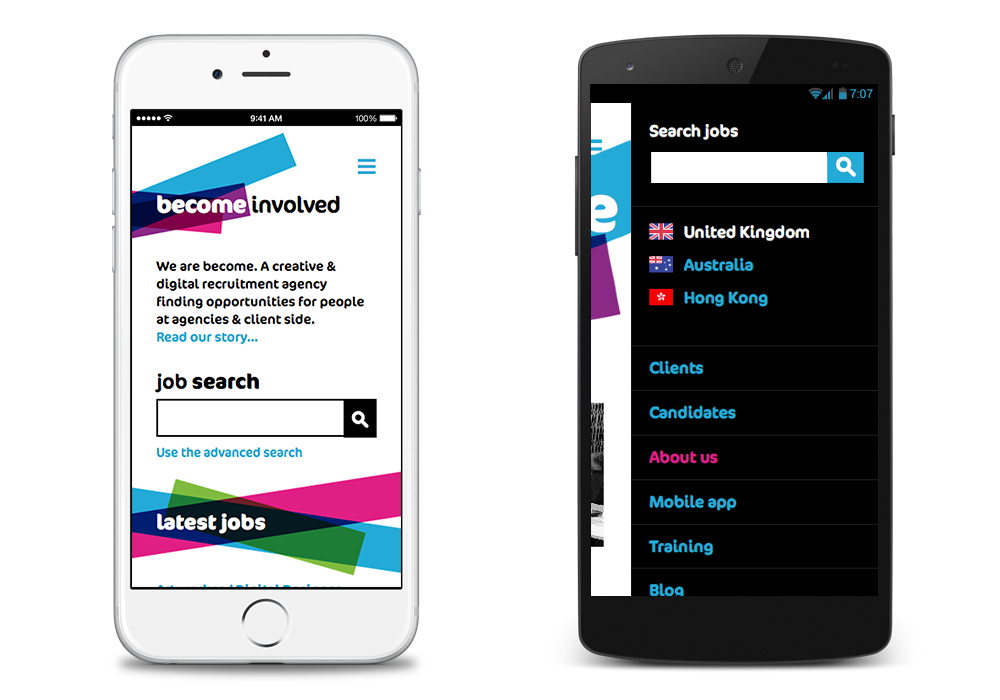 9:41 AM 100%
become involved
We are become. A creative &
digital recruitment agency
finding opportunities for people
at agencies & client side.
Read our story...
job search
Use the advanced search
latest jobs
7:07
Search jobs
e
United Kingdom
Australia
Hong Kong
Clients
Candidates
About us
Mobile app
Training
Blog